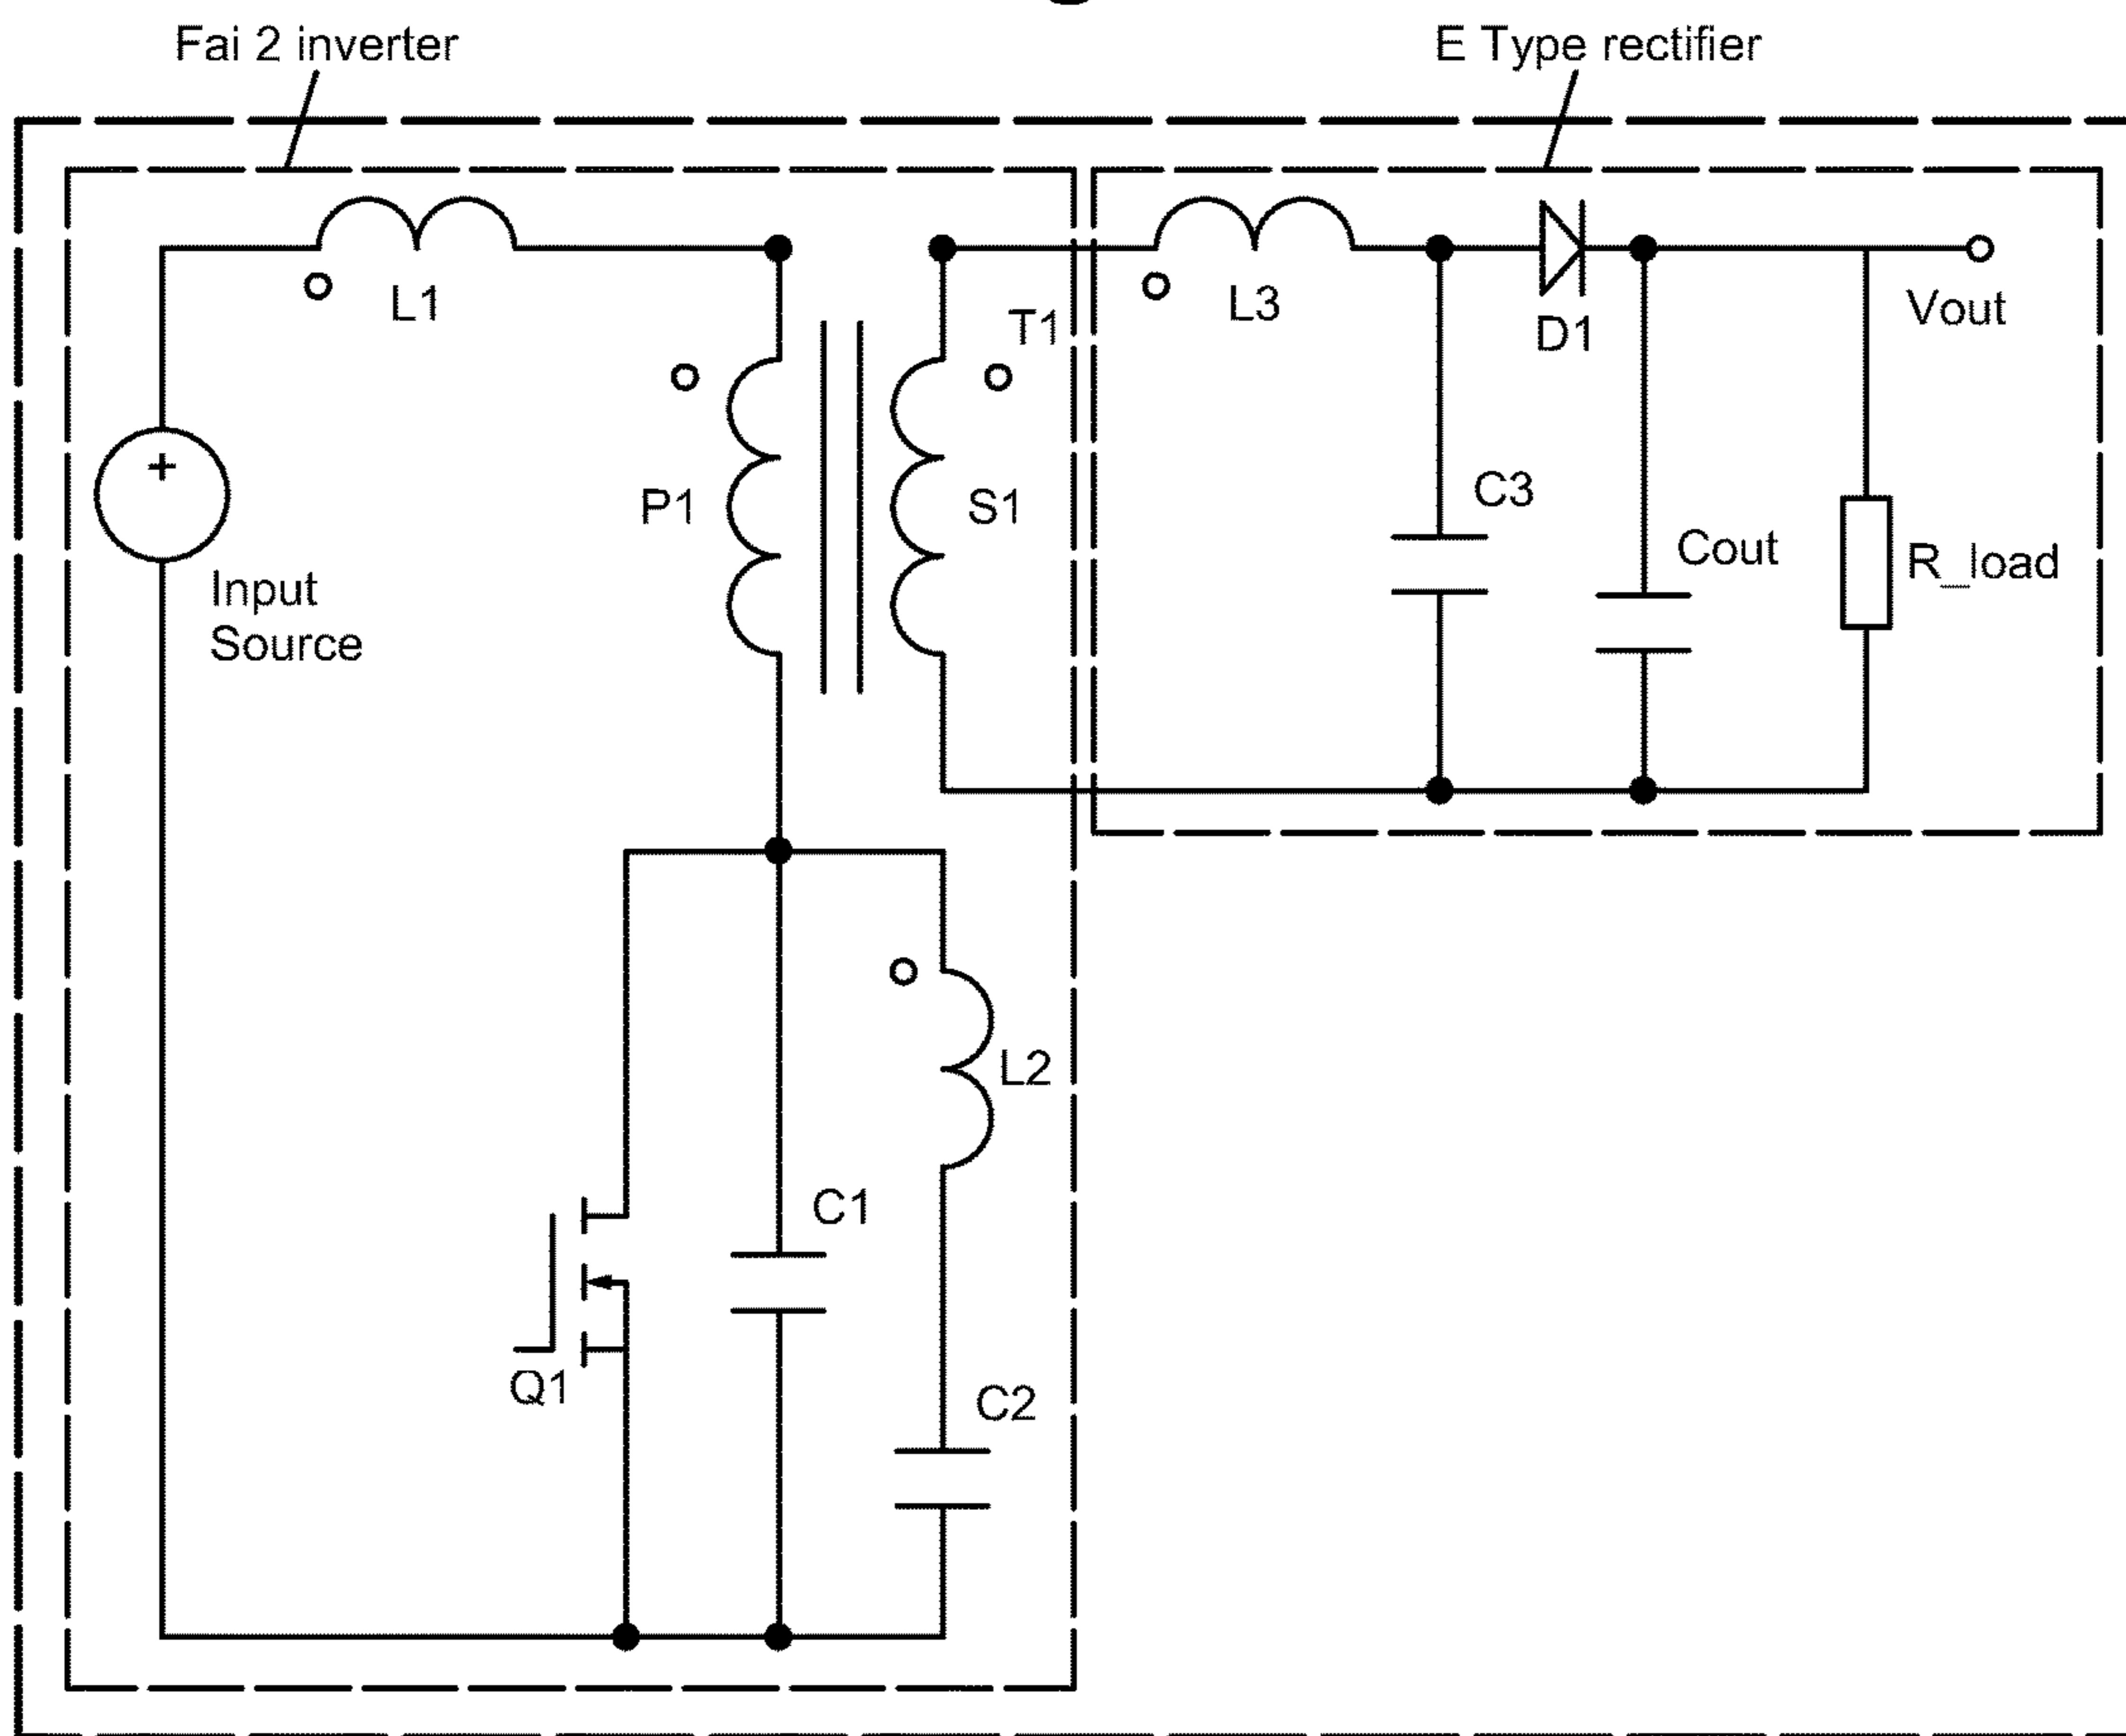 Fai 2 inverter
E Type rectifier
L1
L3
D1
Vout
T1
P1
S1
C3
Cout
R_load
+
Input
Source
L2
C1
Q1
C2